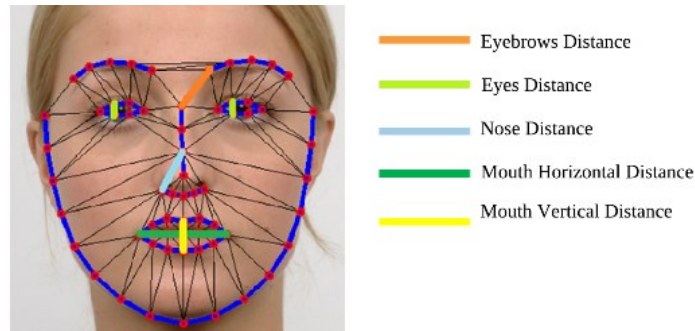 Eyebrows Distance
Eyes Distance
Nose Distance
Mouth Horizontal Distance
Mouth Vertical Distance